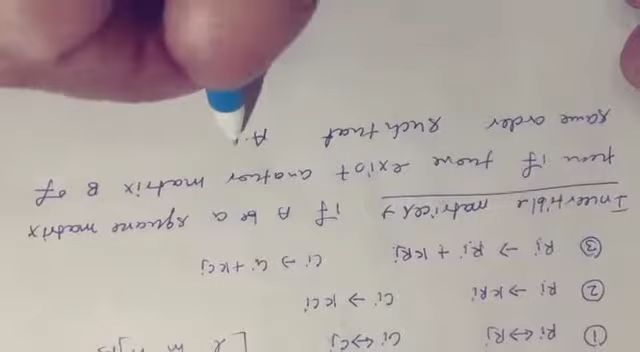 ① Ri ↔ Rj Ci ↔ Cj
② Ri → KRi Ci → KCi
③ Ri → Ri + KRj Ci → Ci + KCj
Invertible matrices → if A be a square matrix
then if there exist another matrix B of
same order such that A.